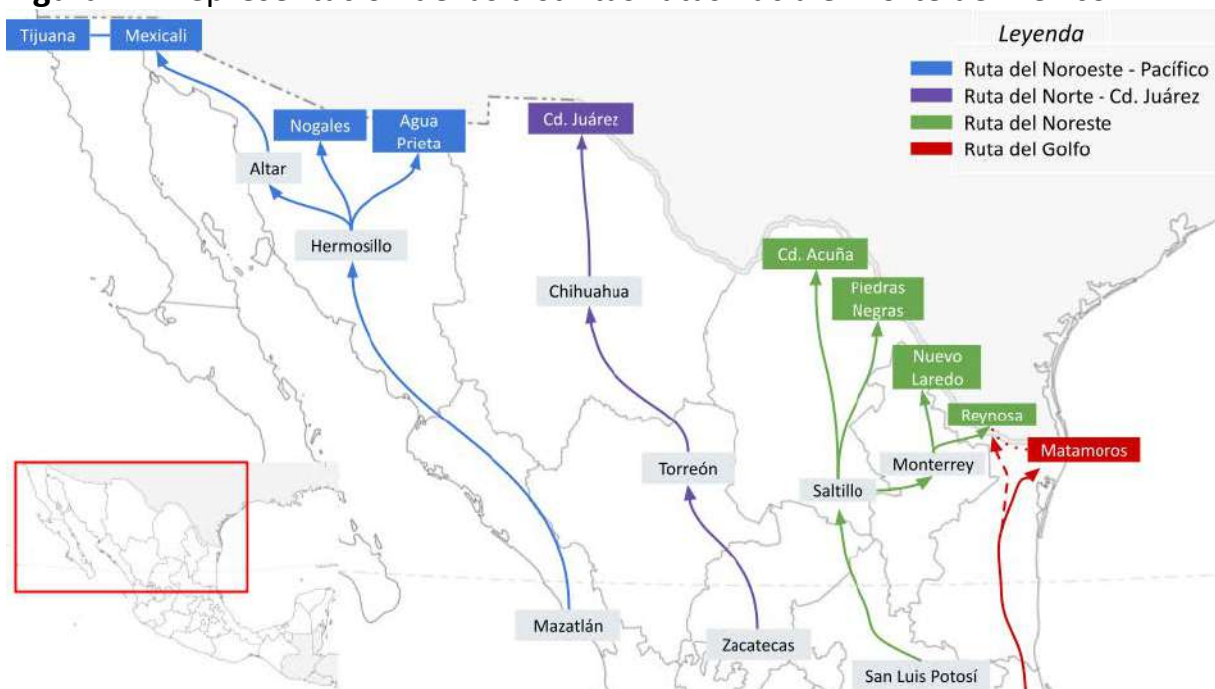 Tijuana
Mexicali
Leyenda
Ruta del Noroeste - Pacífico
Ruta del Norte - Cd. Juárez
Ruta del Noreste
Ruta del Golfo
Nogales
Agua
Prieta
Cd. Juárez
Altar
Hermosillo
Cd. Acuña
Chihuahua
Piedras
Negras
Nuevo
Laredo
Reynosa
Matamoros
Torreón
Monterrey
Saltillo
Mazatlán
Zacatecas
San Luis Potosí